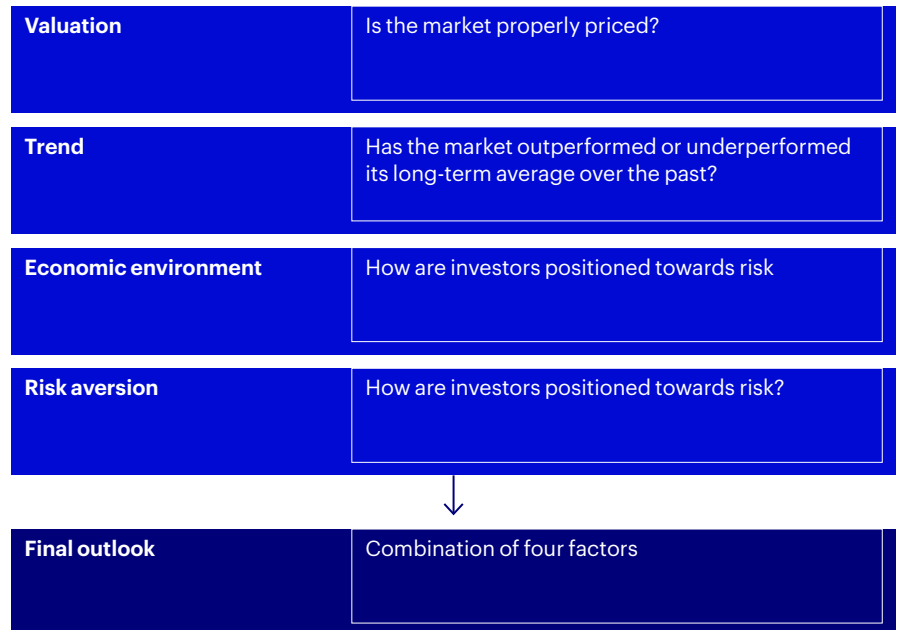 Valuation
Is the market properly priced?
Trend
Has the market outperformed or underperformed
its long-term average over the past?
Economic environment
How are investors positioned towards risk
Risk aversion
How are investors positioned towards risk?
Final outlook
Combination of four factors